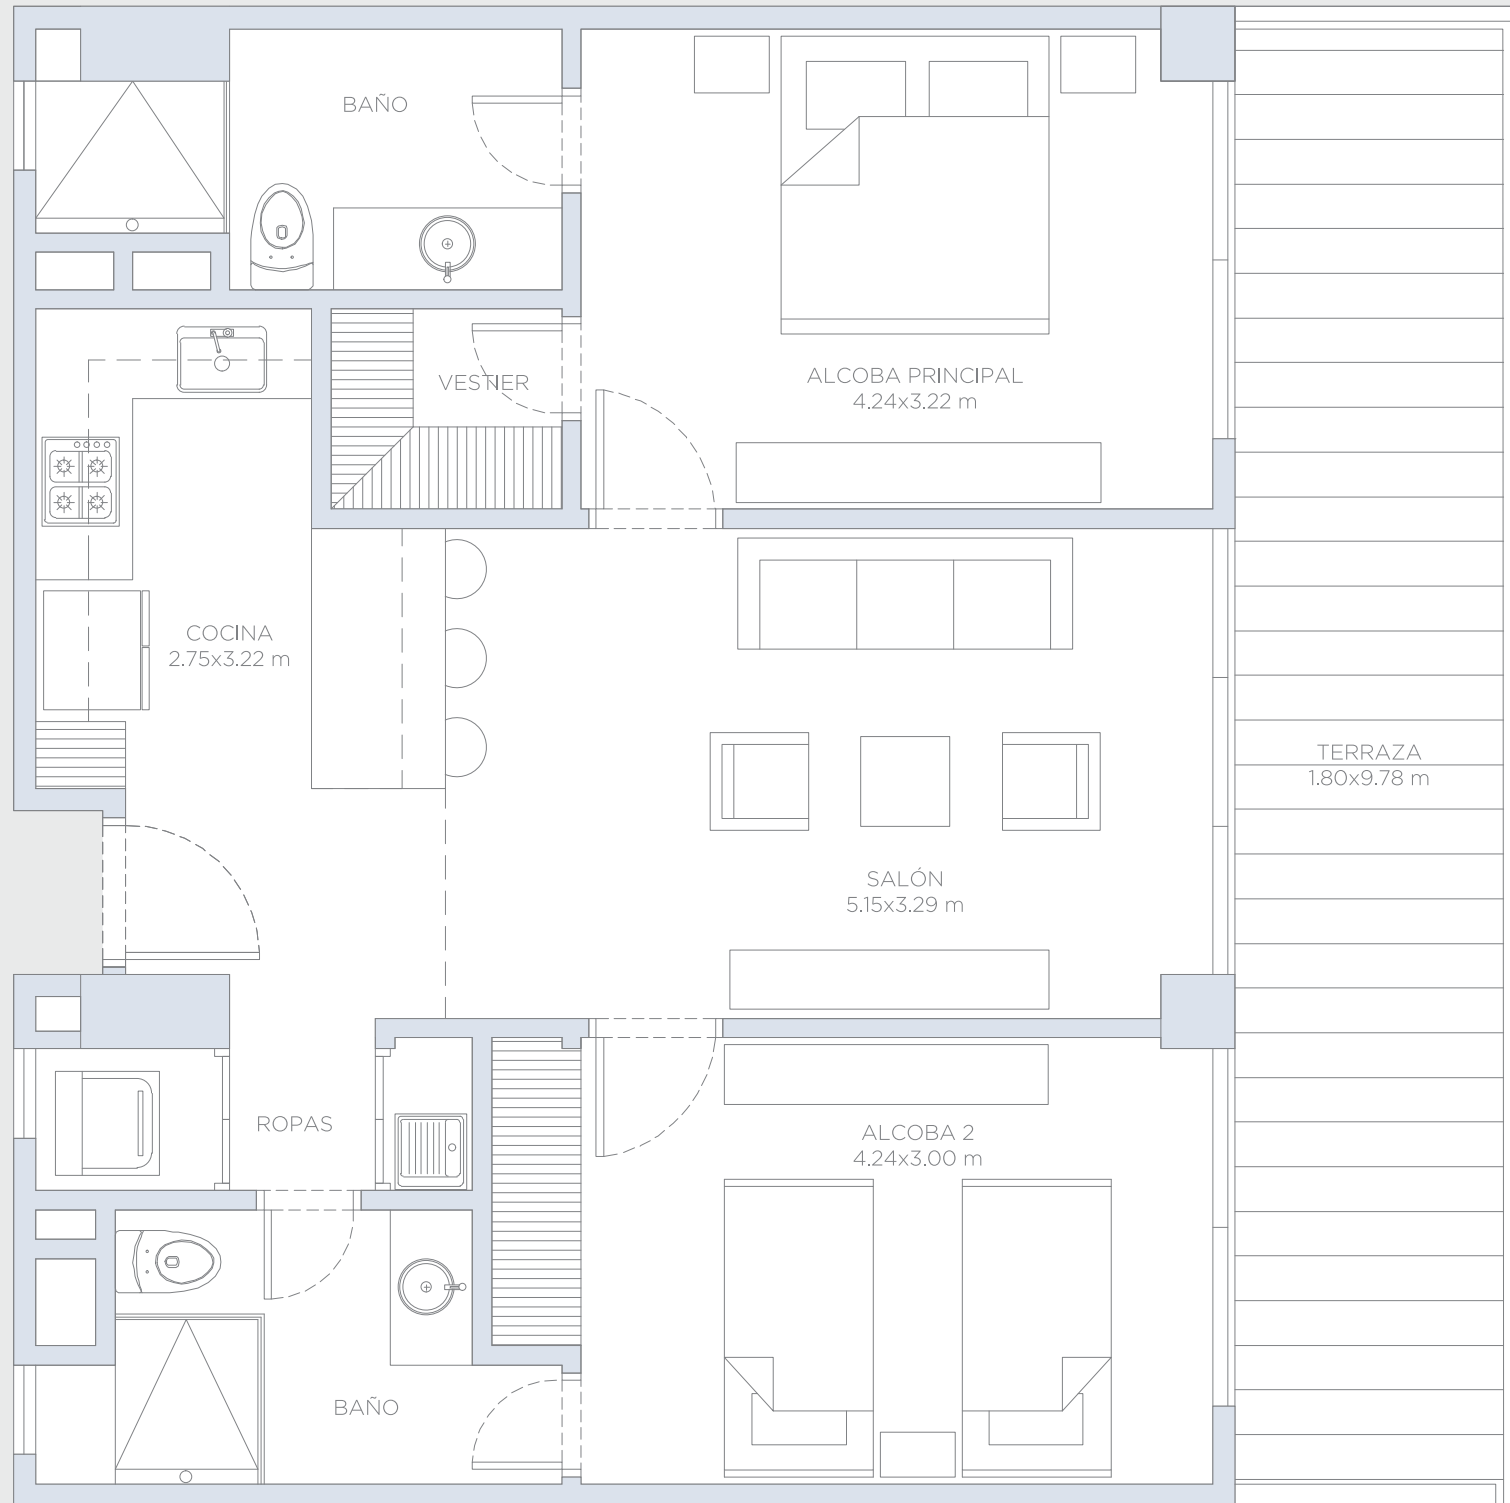 BAÑO
VESTIER
ALCOBA PRINCIPAL
4.24x3.22 m
COCINA
2.75x3.22 m
TERRAZA
1.80x9.78 m
SALÓN
5.15x3.29 m
ROPAS
ALCOBA 2
4.24x3.00 m
BAÑO